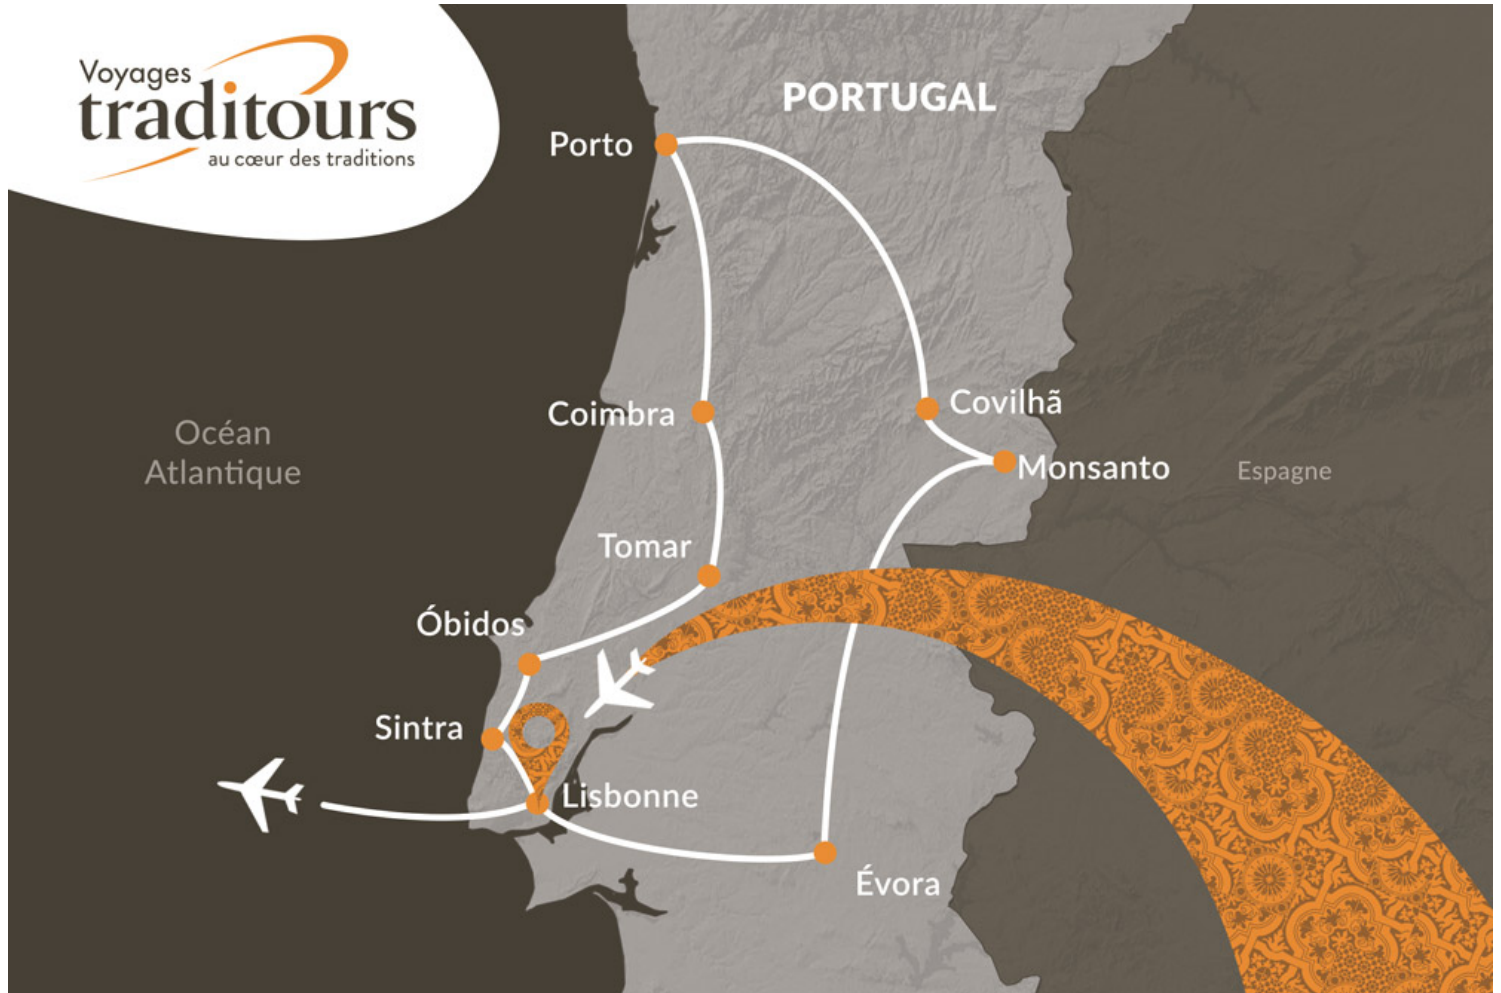 Voyages
traditours
au cœur des traditions
PORTUGAL
Porto
Covilhã
Coimbra
Océan
Atlantique
Monsanto
Espagne
Tomar
Óbidos
Sintra
Lisbonne
Évora